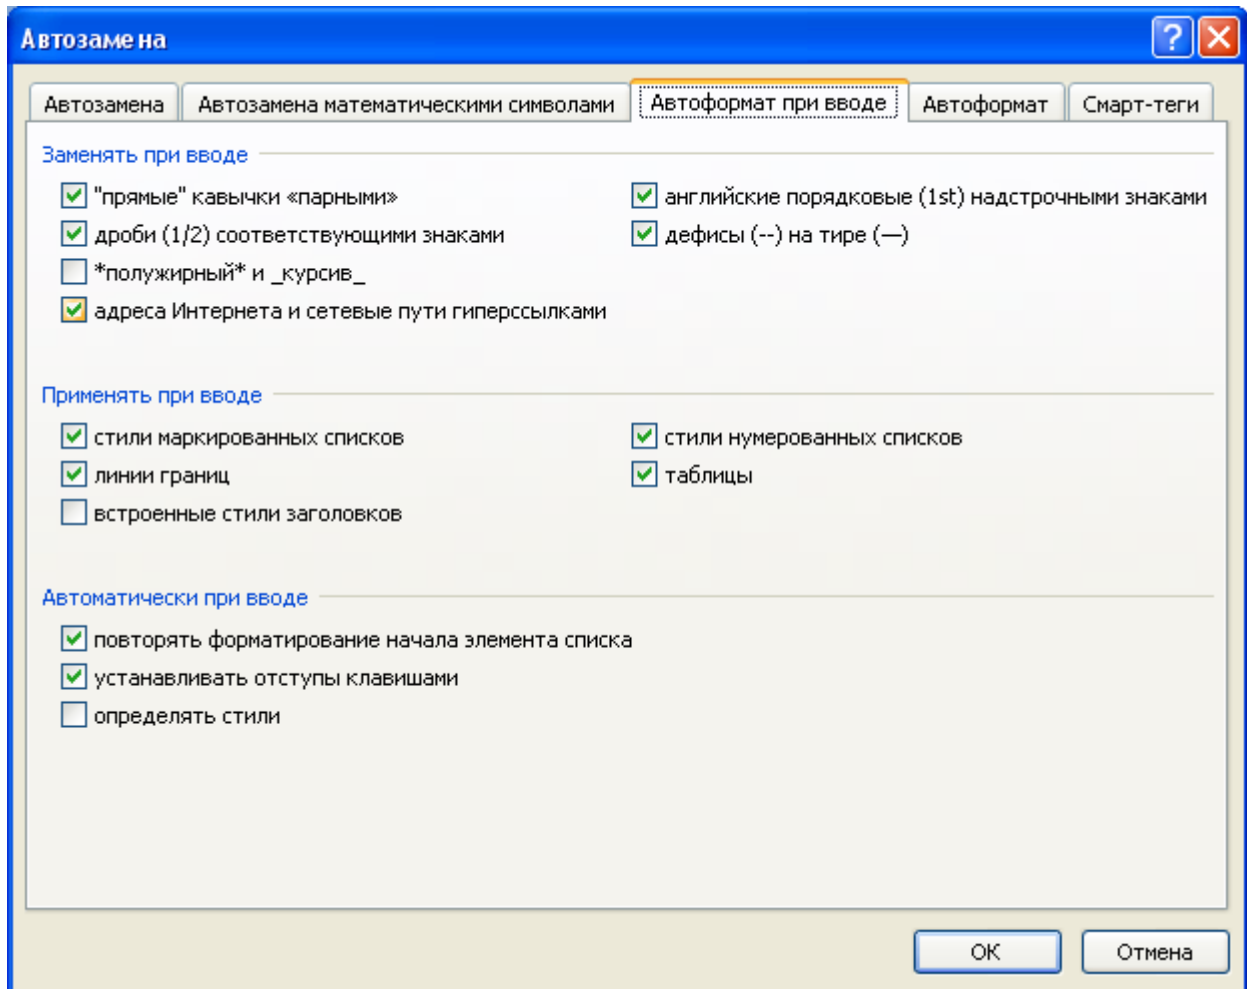 Автозамена
Автозамена Автозамена математическими символами Автоформат при вводе Автоформат Смарт-теги
Заменять при вводе
"прямые" кавычки «парными» английские порядковые (1st) надстрочными знаками
дроби (1/2) соответствующими знаками дефисы (--) на тире (—)
*полужирный* и _курсив_
адреса Интернета и сетевые пути гиперссылками
Применять при вводе
стили маркированных списков стили нумерованных списков
линии границ таблицы
встроенные стили заголовков
Автоматически при вводе
повторять форматирование начала элемента списка
устанавливать отступы клавишами
определять стили
ОК Отмена